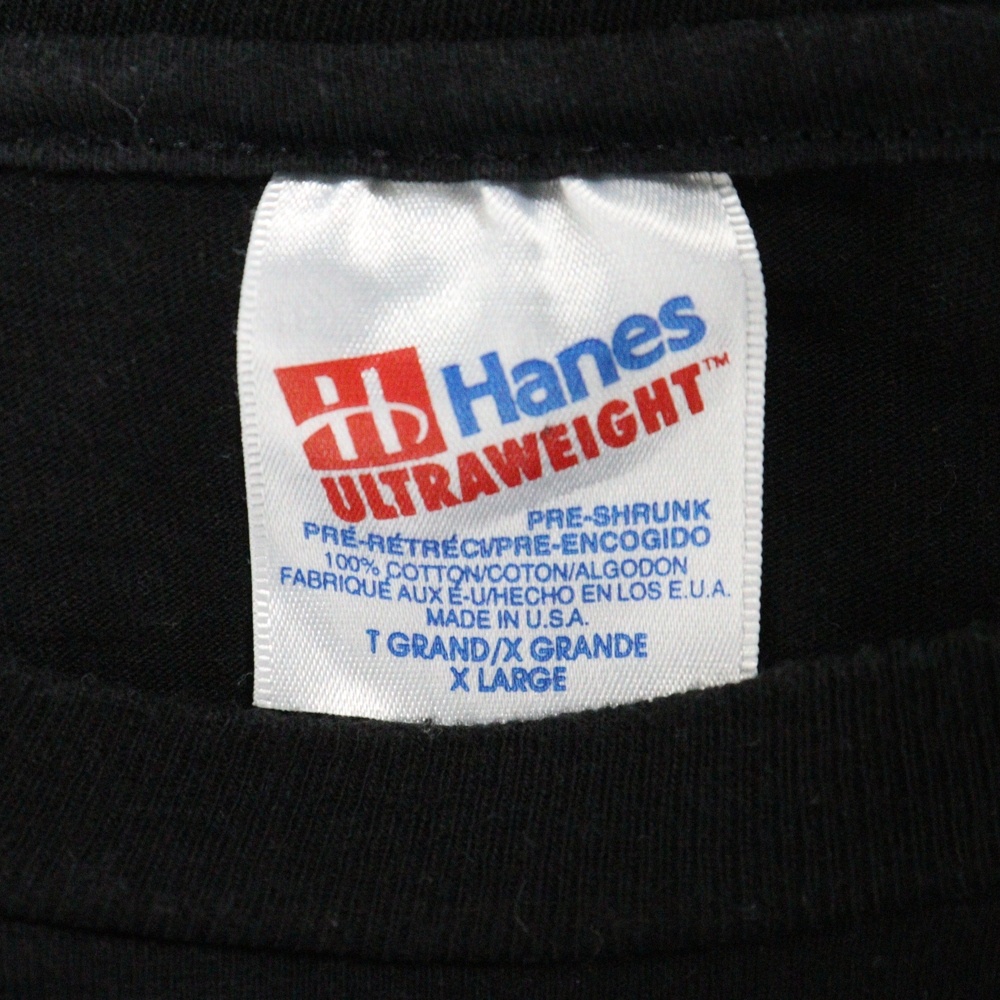 Hanes
ULTRAWEIGHT™
PRE-SHRUNK
PRÉ-RÉTRÉCI/PRE-ENCOGIDO
100% COTTON/COTON/ALGODON
FABRIQUÉ AUX É-U/HECHO EN LOS E.U.A.
MADE IN U.S.A.
T GRAND/X GRANDE
X LARGE